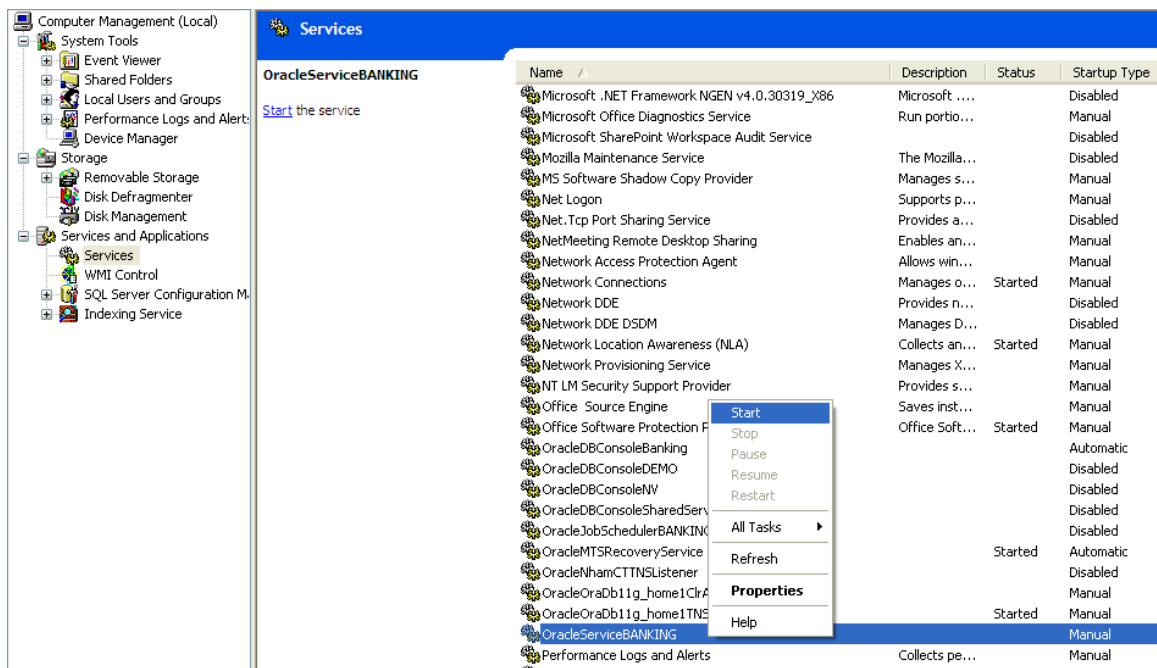 Computer Management (Local)
System Tools
Event Viewer
Shared Folders
Local Users and Groups
Performance Logs and Alert:
Device Manager
Storage
Removable Storage
Disk Defragmenter
Disk Management
Services and Applications
Services
WMI Control
SQL Server Configuration M
Indexing Service
Services
OracleServiceBANKING
Start the service
Name Description Status Startup Type
Microsoft .NET Framework NGEN v4.0.30319_X86 Microsoft .... Disabled
Microsoft Office Diagnostics Service Run portio... Manual
Microsoft SharePoint Workspace Audit Service Disabled
Mozilla Maintenance Service The Mozilla... Disabled
MS Software Shadow Copy Provider Manages s... Manual
Net Logon Supports p... Manual
Net.Tcp Port Sharing Service Provides a... Disabled
NetMeeting Remote Desktop Sharing Enables an... Manual
Network Access Protection Agent Allows win... Manual
Network Connections Manages o... Started Manual
Network DDE Provides n... Disabled
Network DDE DSDM Manages D... Disabled
Network Location Awareness (NLA) Collects an... Started Manual
Network Provisioning Service Manages X... Manual
NT LM Security Support Provider Provides s... Manual
Office Source Engine Saves inst... Manual
Office Software Protection P Office Soft... Started Manual
OracleDBConsoleBanking Automatic
OracleDBConsoleDEMO Disabled
OracleDBConsoleNV Disabled
OracleDBConsoleSharedServ Disabled
OracleJobSchedulerBANKING Disabled
OracleMTSRecoveryService Started Automatic
OracleNhamCTTNSListener Disabled
OracleOraDb11g_home1ClrA Manual
OracleOraDb11g_home1TNS Started Manual
OracleServiceBANKING Manual
Performance Logs and Alerts Collects pe... Manual
Start
Stop
Pause
Resume
Restart
All Tasks
Refresh
Properties
Help